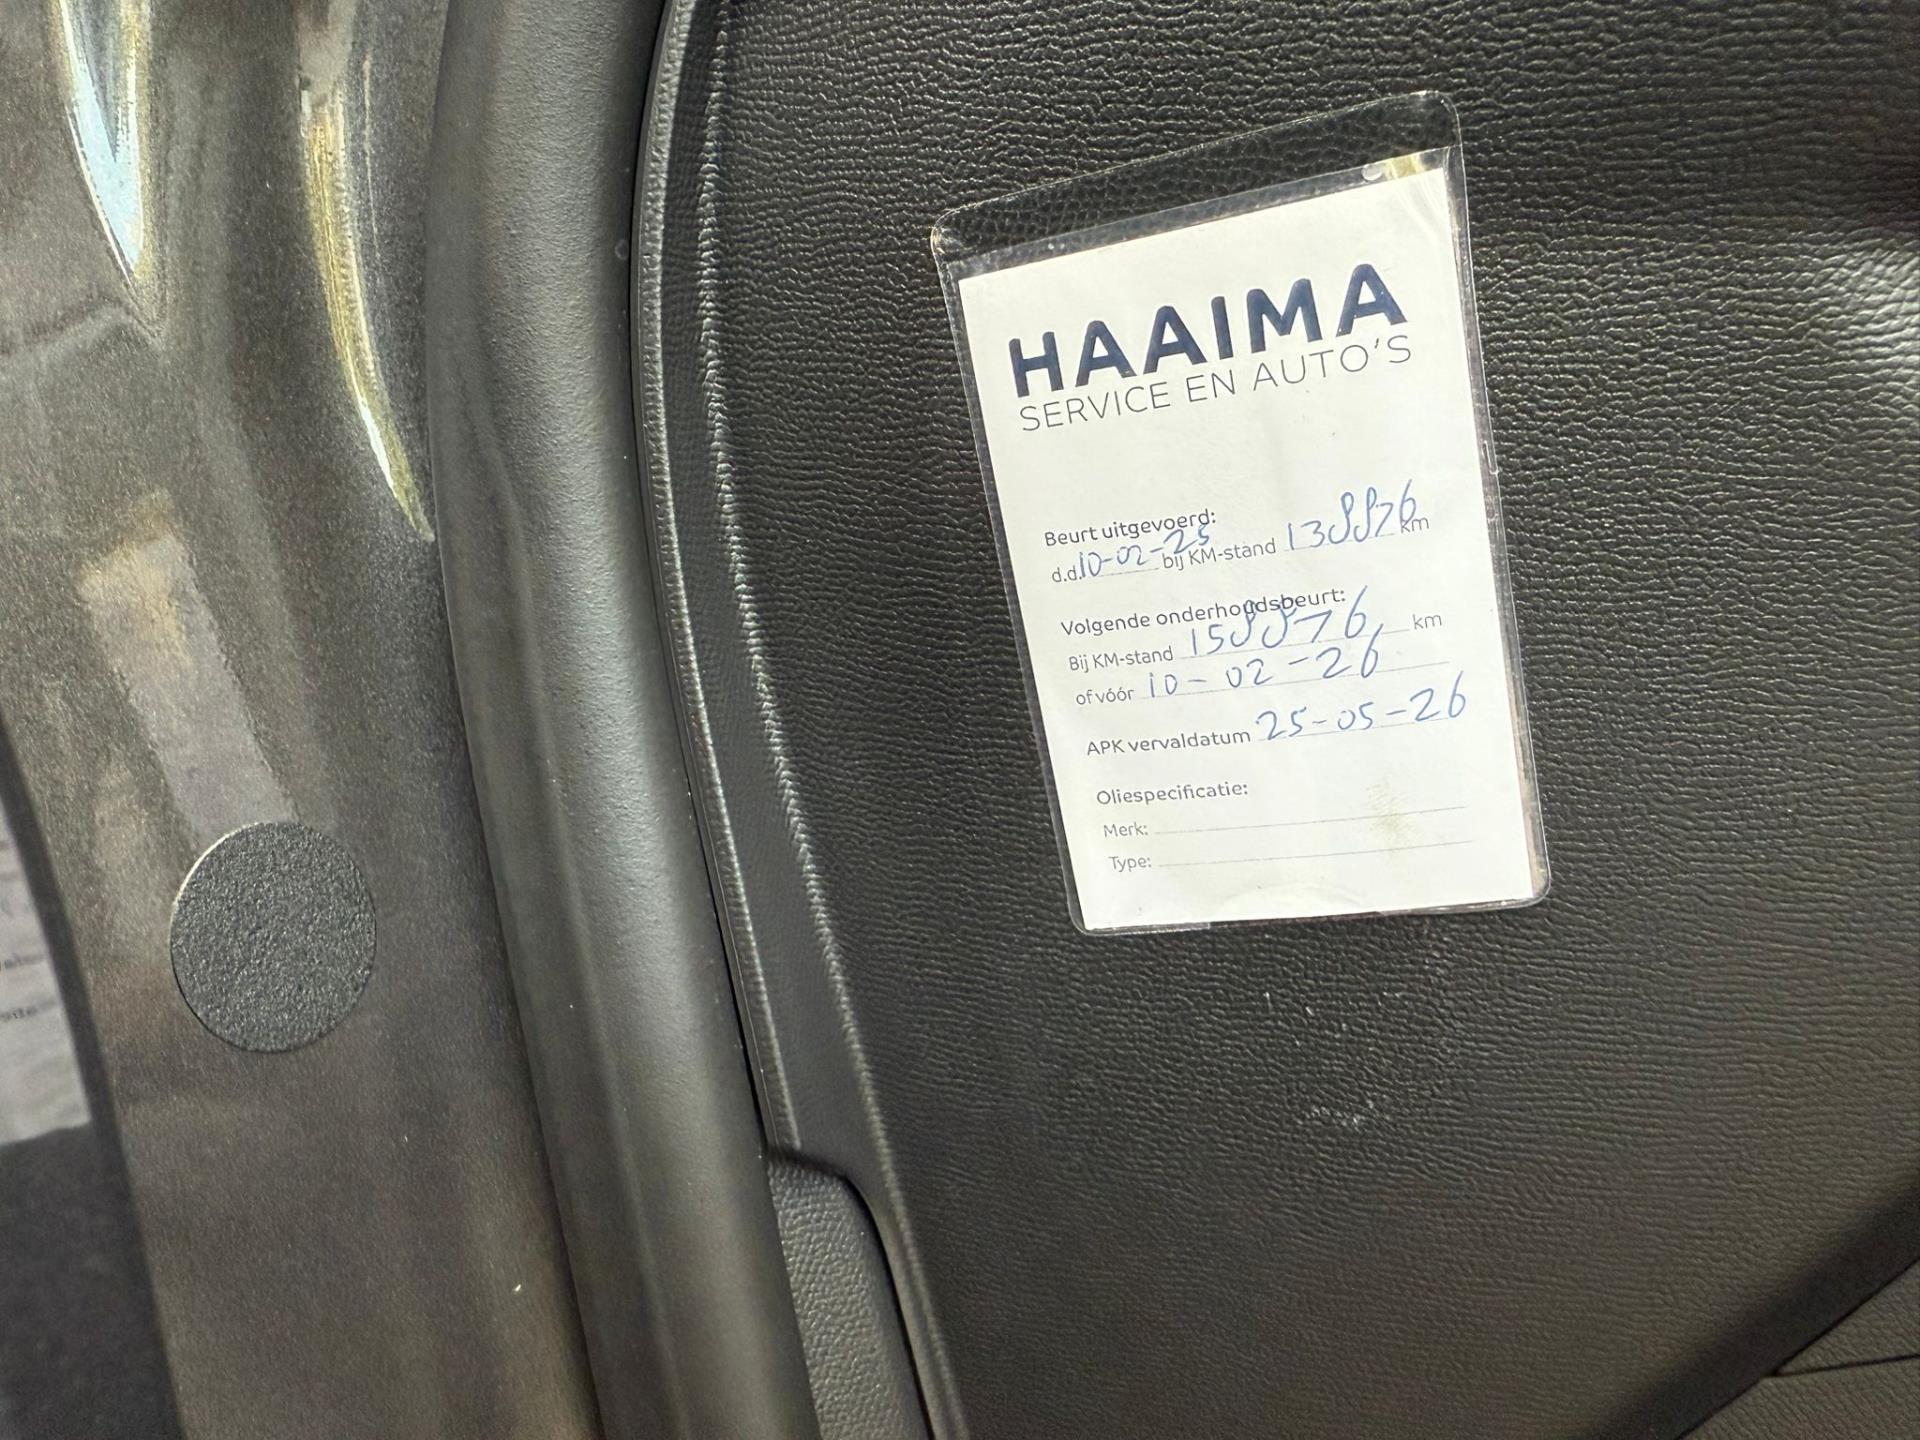 HAAIMA
SERVICE EN AUTO'S
Beurt uitgevoerd:
d.d. 10-02-25 bij KM-stand 138876 km
Volgende onderhoudsbeurt:
Bij KM-stand 158876 km
of vóór 10-02-26
APK vervaldatum 25-05-26
Oliespecificatie:
Merk:
Type: